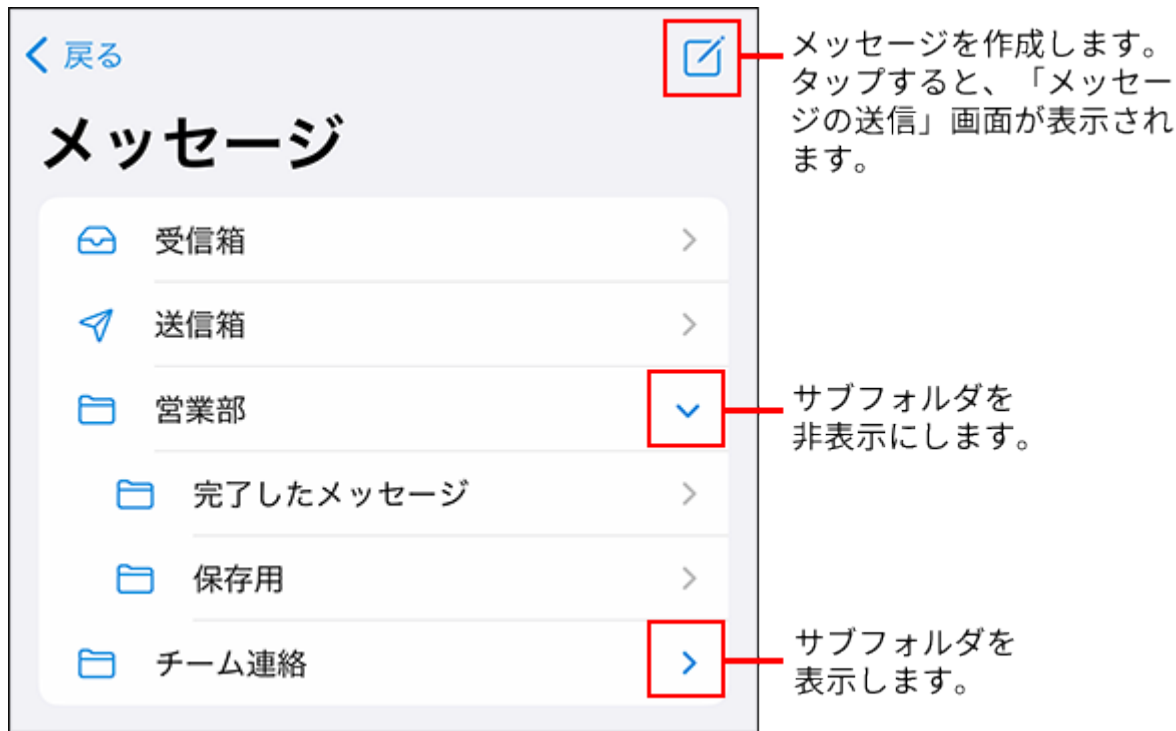 戻る
メッセージ
受信箱
送信箱
営業部
完了したメッセージ
保存用
チーム連絡
メッセージを作成します。
タップすると、「メッセー
ジの送信」画面が表示され
ます。
サブフォルダを
非表示にします。
サブフォルダを
表示します。